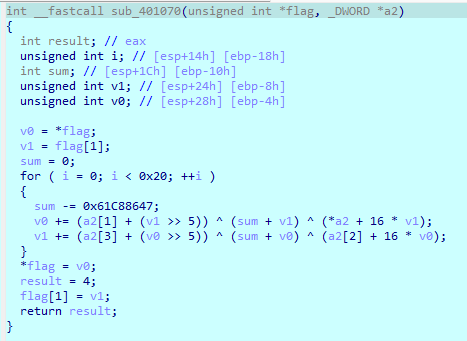 int __fastcall sub_401070(unsigned int *flag, _DWORD *a2)
{
  int result; // eax
  unsigned int i; // [esp+14h] [ebp-18h]
  int sum; // [esp+1Ch] [ebp-10h]
  unsigned int v1; // [esp+24h] [ebp-8h]
  unsigned int v0; // [esp+28h] [ebp-4h]

  v0 = *flag;
  v1 = flag[1];
  sum = 0;
  for ( i = 0; i < 0x20; ++i )
  {
    sum -= 0x61C88647;
    v0 += (a2[1] + (v1 >> 5)) ^ (sum + v1) ^ (*a2 + 16 * v1);
    v1 += (a2[3] + (v0 >> 5)) ^ (sum + v0) ^ (a2[2] + 16 * v0);
  }
  *flag = v0;
  result = 4;
  flag[1] = v1;
  return result;
}